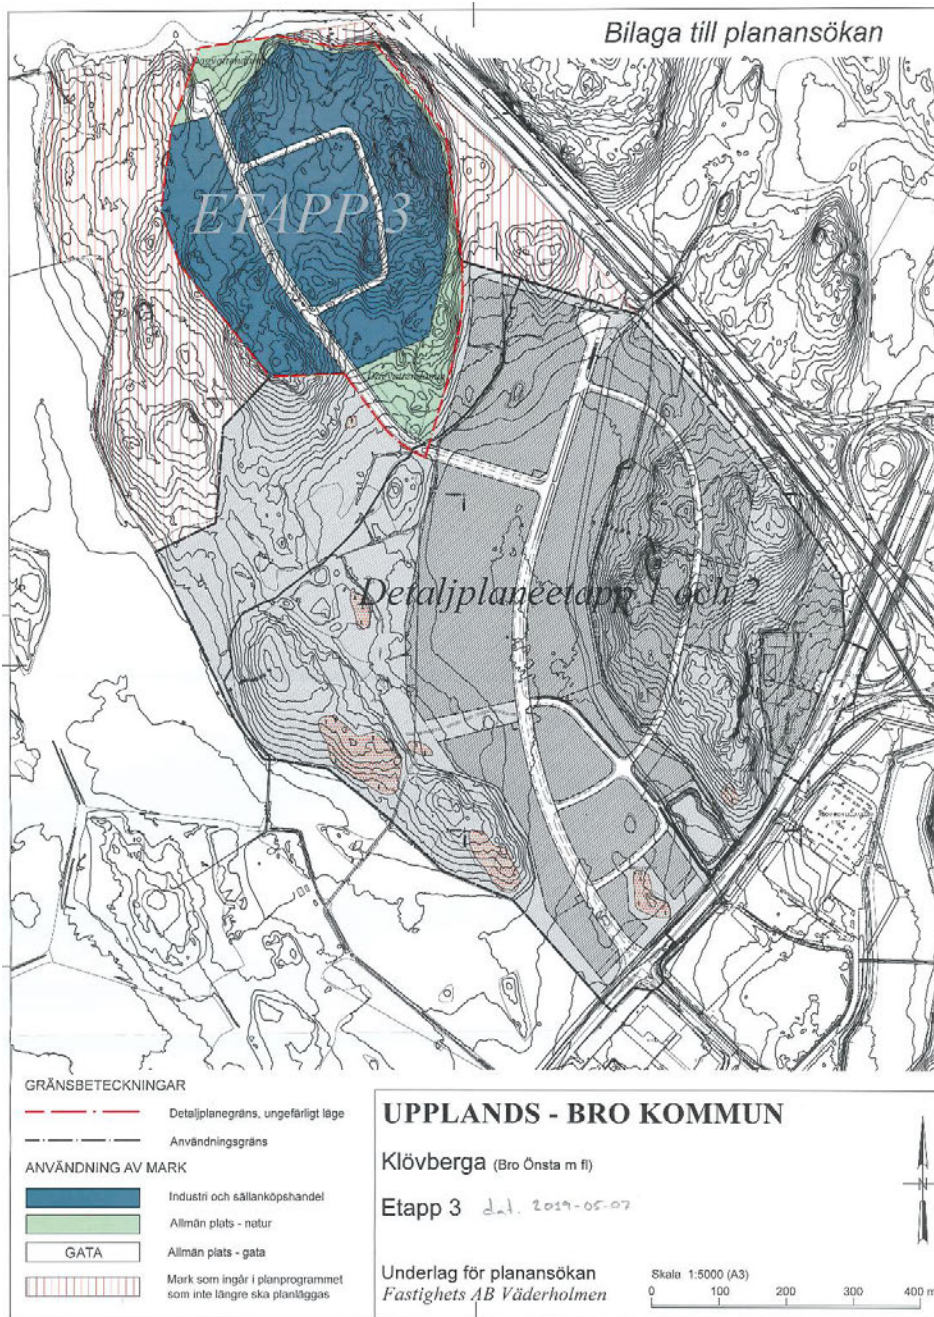 Bilaga till planansökan
ETAPP 3
Detaljplaneetapp 1 och 2
GRÄNSBETECKNINGAR
Detaljplanegräns, ungefärligt läge
Användningsgräns
ANVÄNDNING AV MARK
Industri och sällanköpshandel
Allmän plats - natur
GATA Allmän plats - gata
Mark som ingår i planprogrammet
som inte längre ska planläggas
UPPLANDS - BRO KOMMUN
Klövberga (Bro Önsta m fl)
Etapp 3 dat. 2019-05-07
Underlag för planansökan
Fastighets AB Väderholmen
N
Skala 1:5000 (A3)
0 100 200 300 400 m